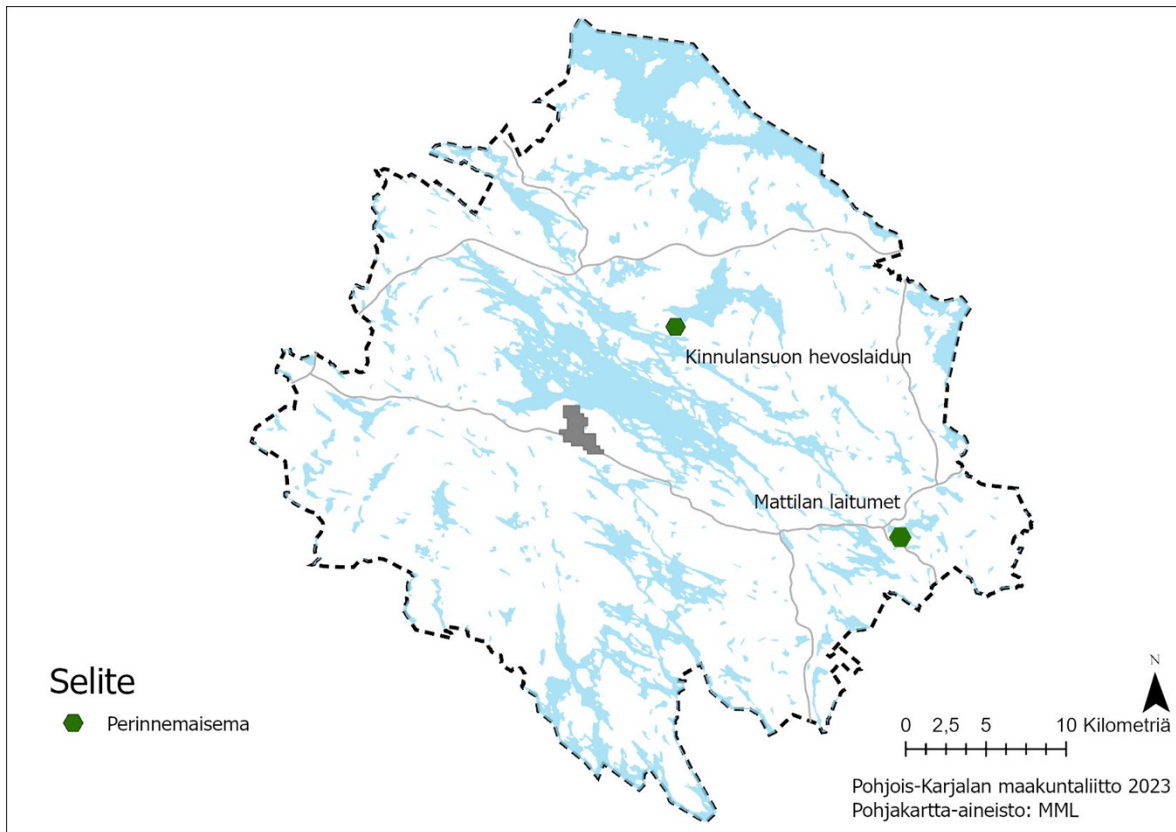 Kinnulansuon hevoslaidun
Mattilan laitumet
Selite
Perinnemaisema
N
0 2,5 5 10 Kilometriä
Pohjois-Karjalan maakuntaliitto 2023
Pohjakartta-aineisto: MML